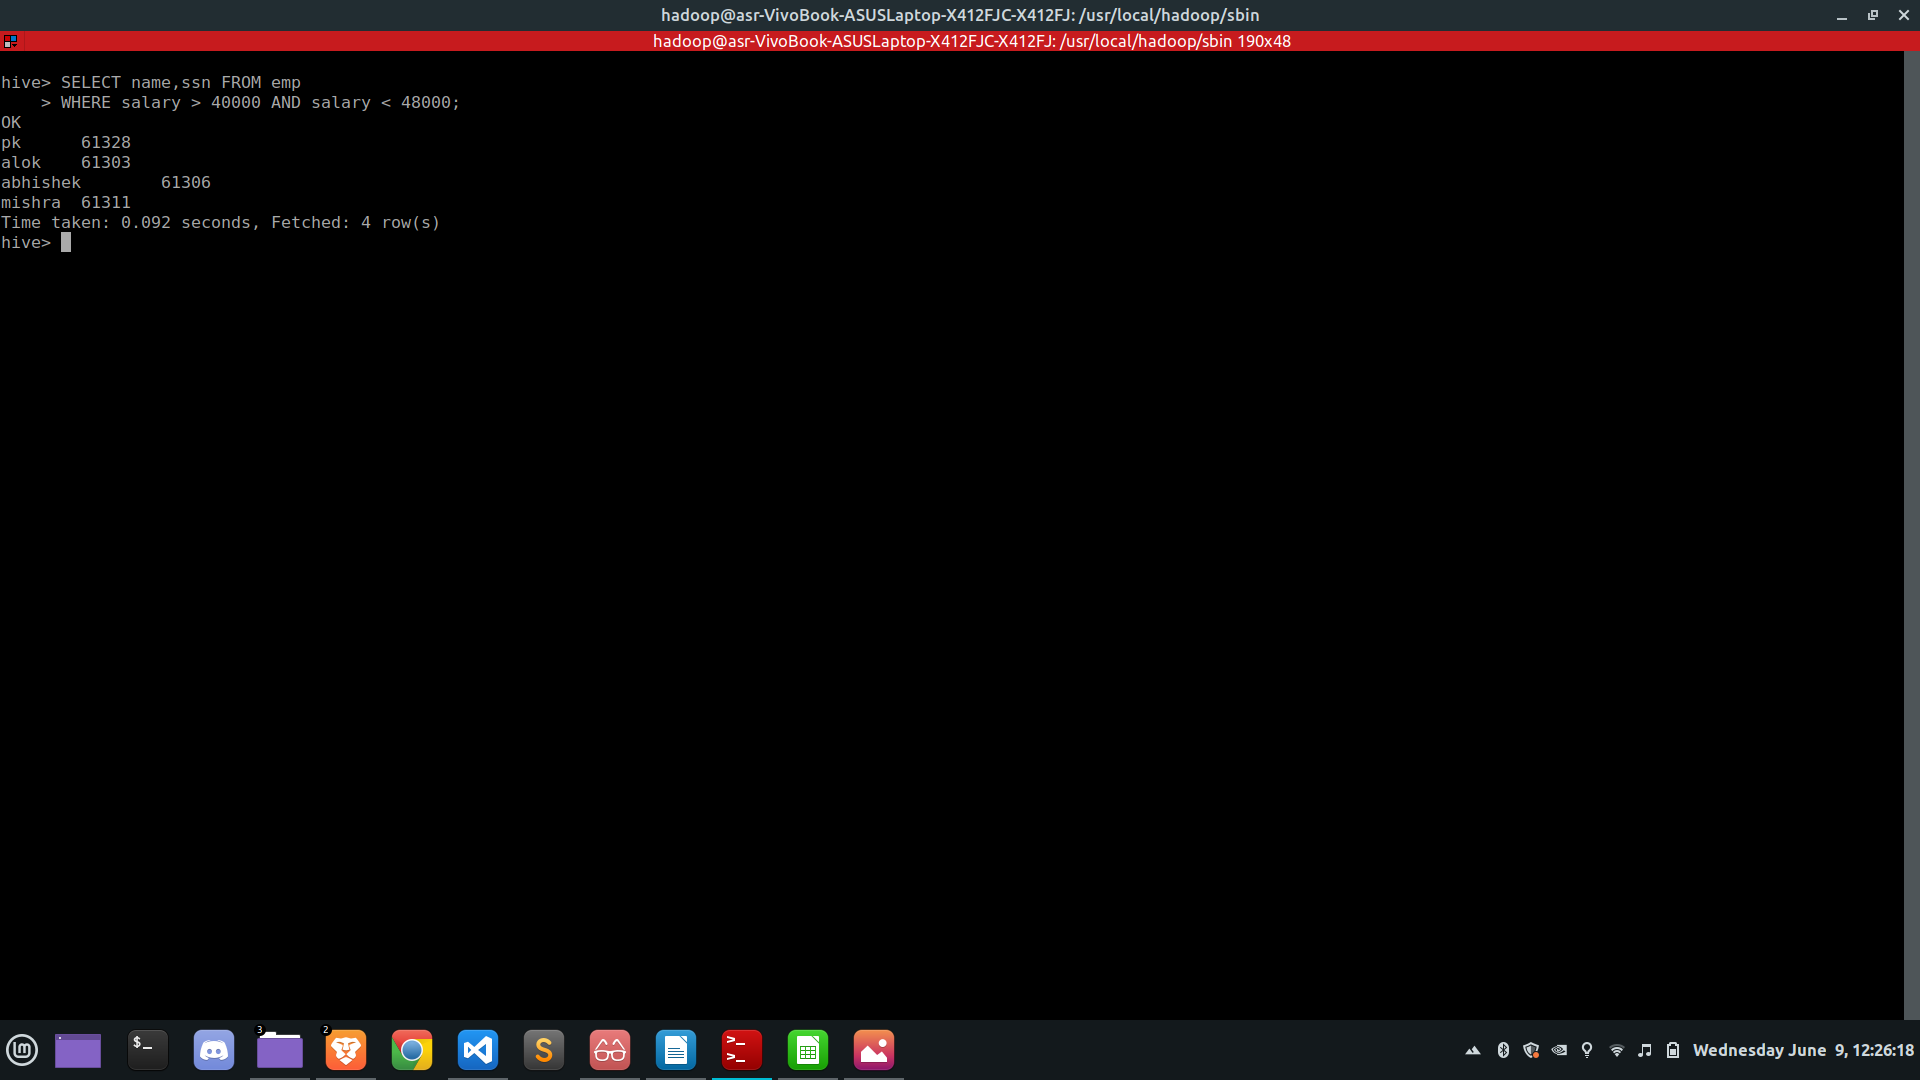 hadoop@asr-VivoBook-ASUSLaptop-X412FJC-X412FJ: /usr/local/hadoop/sbin
hadoop@asr-VivoBook-ASUSLaptop-X412FJC-X412FJ: /usr/local/hadoop/sbin 190x48
hive> SELECT name,ssn FROM emp
    > WHERE salary > 40000 AND salary < 48000;
OK
pk      61328
alok    61303
abhishek        61306
mishra  61311
Time taken: 0.092 seconds, Fetched: 4 row(s)
hive>
$_ 3 2 S >_ >_ Wednesday June  9, 12:26:18